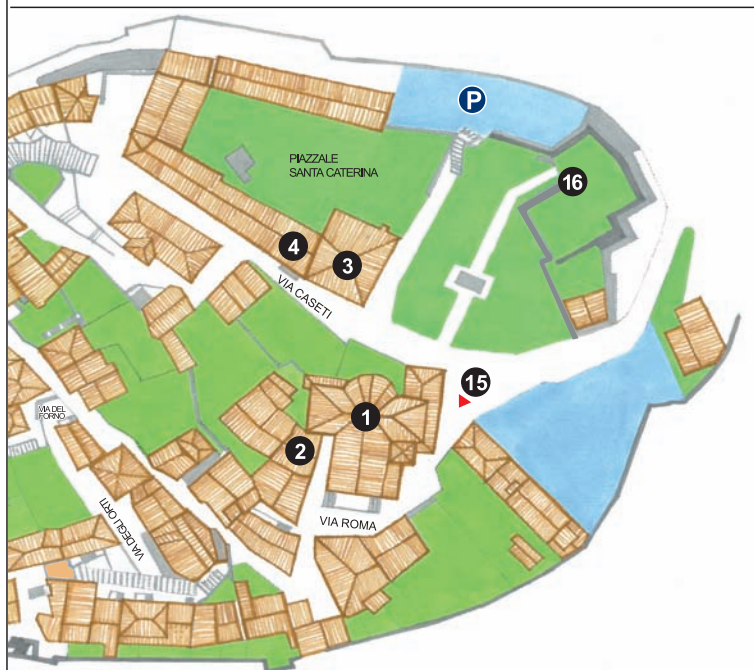 P
PIAZZALE
SANTA CATERINA
16
4
3
VIA CASETI
15
1
VIA DEL
FORNO
2
VIA DEGLI ORTI
VIA ROMA